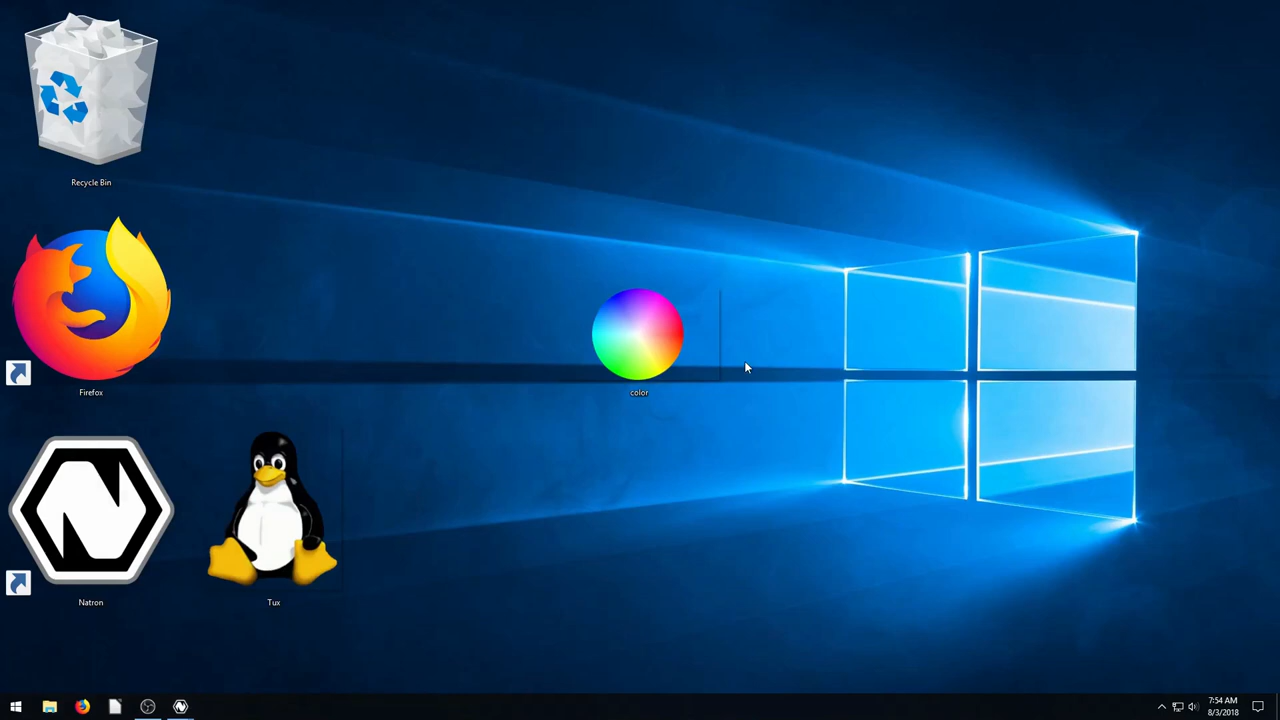 Recycle Bin
Firefox
color
Natron
Tux
7:54 AM
8/3/2018